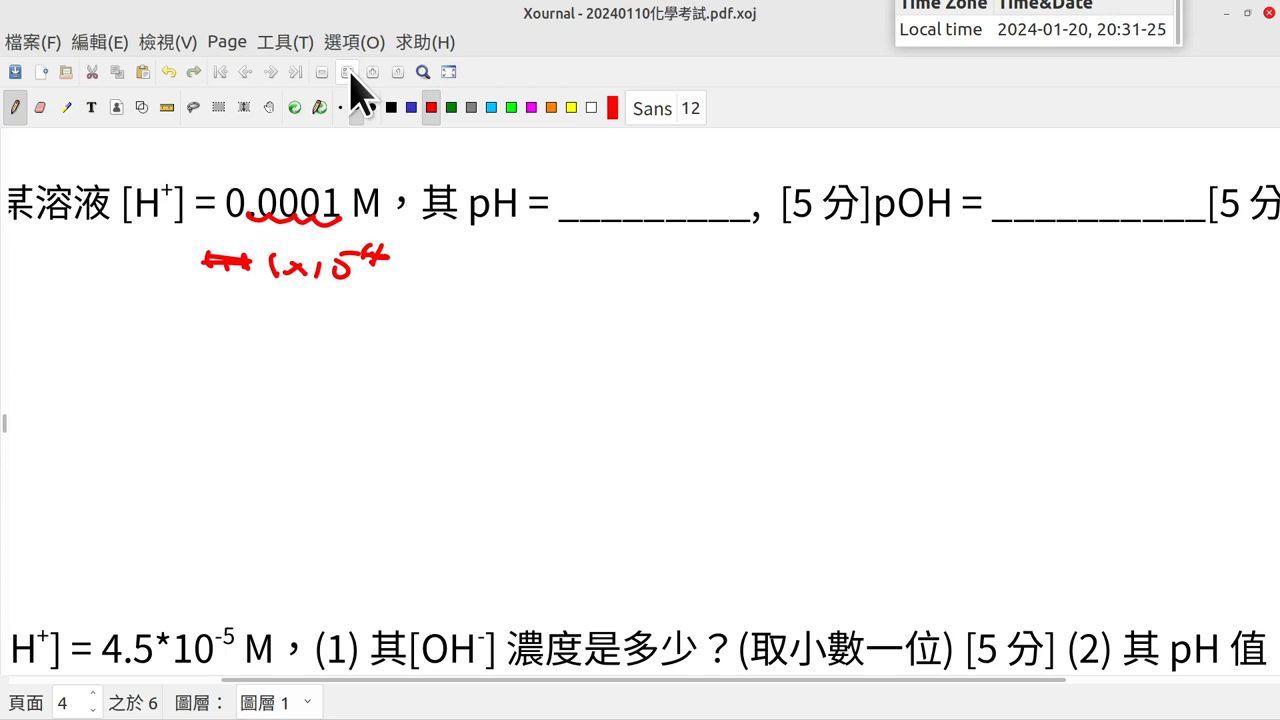 Xournal - 20240110化學考試.pdf.xoj
Time Zone Time&Date
Local time 2024-01-20, 20:31-25
檔案(F) 編輯(E) 檢視(V) Page 工具(T) 選項(O) 求助(H)
Sans 12
某溶液 [H⁺] = 0.0001 M，其 pH = _________, [5 分]pOH = __________[5 分
1x10⁻⁴
H⁺] = 4.5*10⁻⁵ M，(1) 其[OH⁻] 濃度是多少？(取小數一位) [5 分] (2) 其 pH 值
頁面 4 之於 6 圖層： 圖層 1